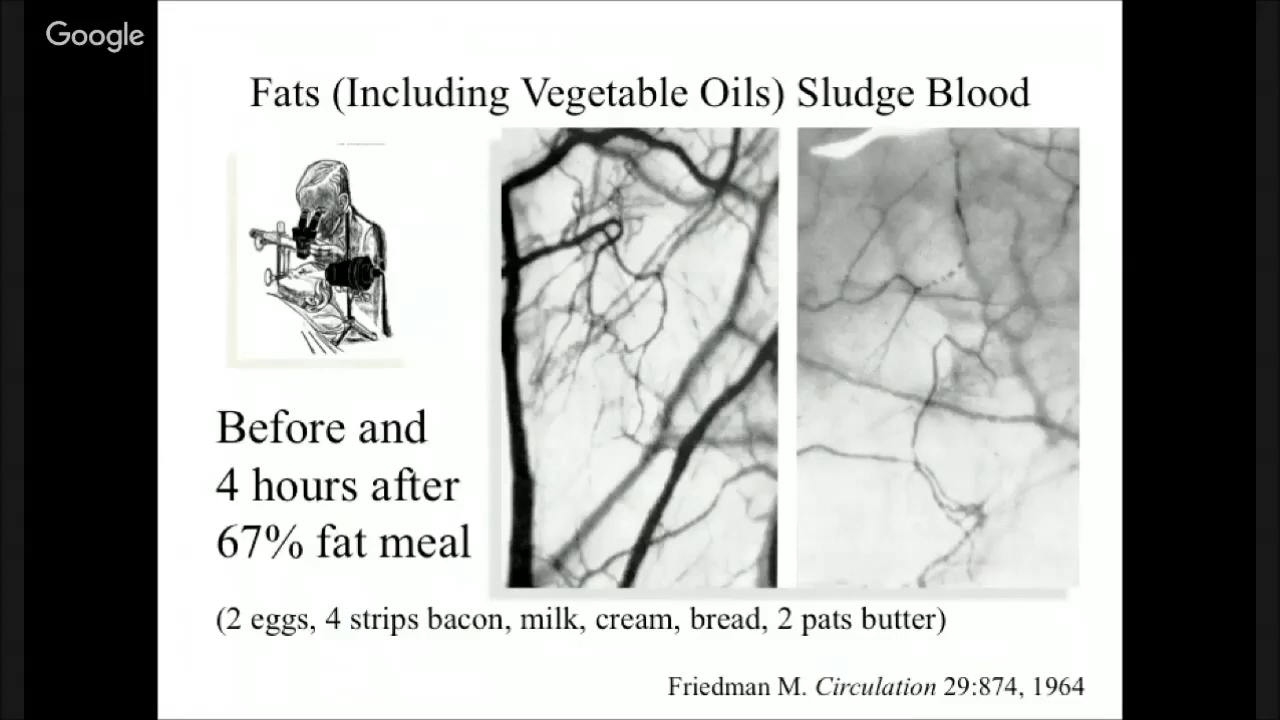 Google
Fats (Including Vegetable Oils) Sludge Blood
Before and
4 hours after
67% fat meal
(2 eggs, 4 strips bacon, milk, cream, bread, 2 pats butter)
Friedman M. Circulation 29:874, 1964